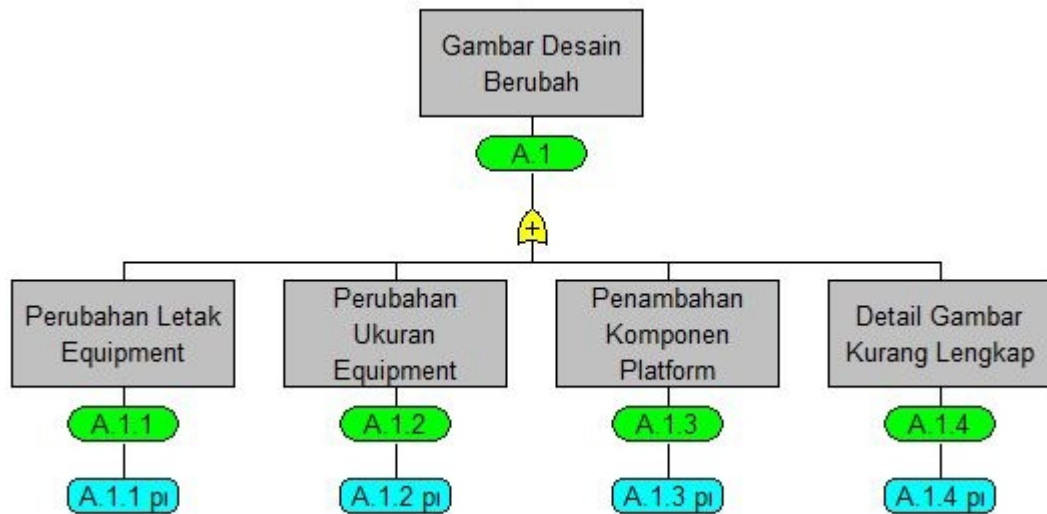 Gambar Desain
Berubah
A.1
+
Perubahan Letak
Equipment
Perubahan
Ukuran
Equipment
Penambahan
Komponen
Platform
Detail Gambar
Kurang Lengkap
A.1.1
A.1.2
A.1.3
A.1.4
A.1.1 pi
A.1.2 pi
A.1.3 pi
A.1.4 pi